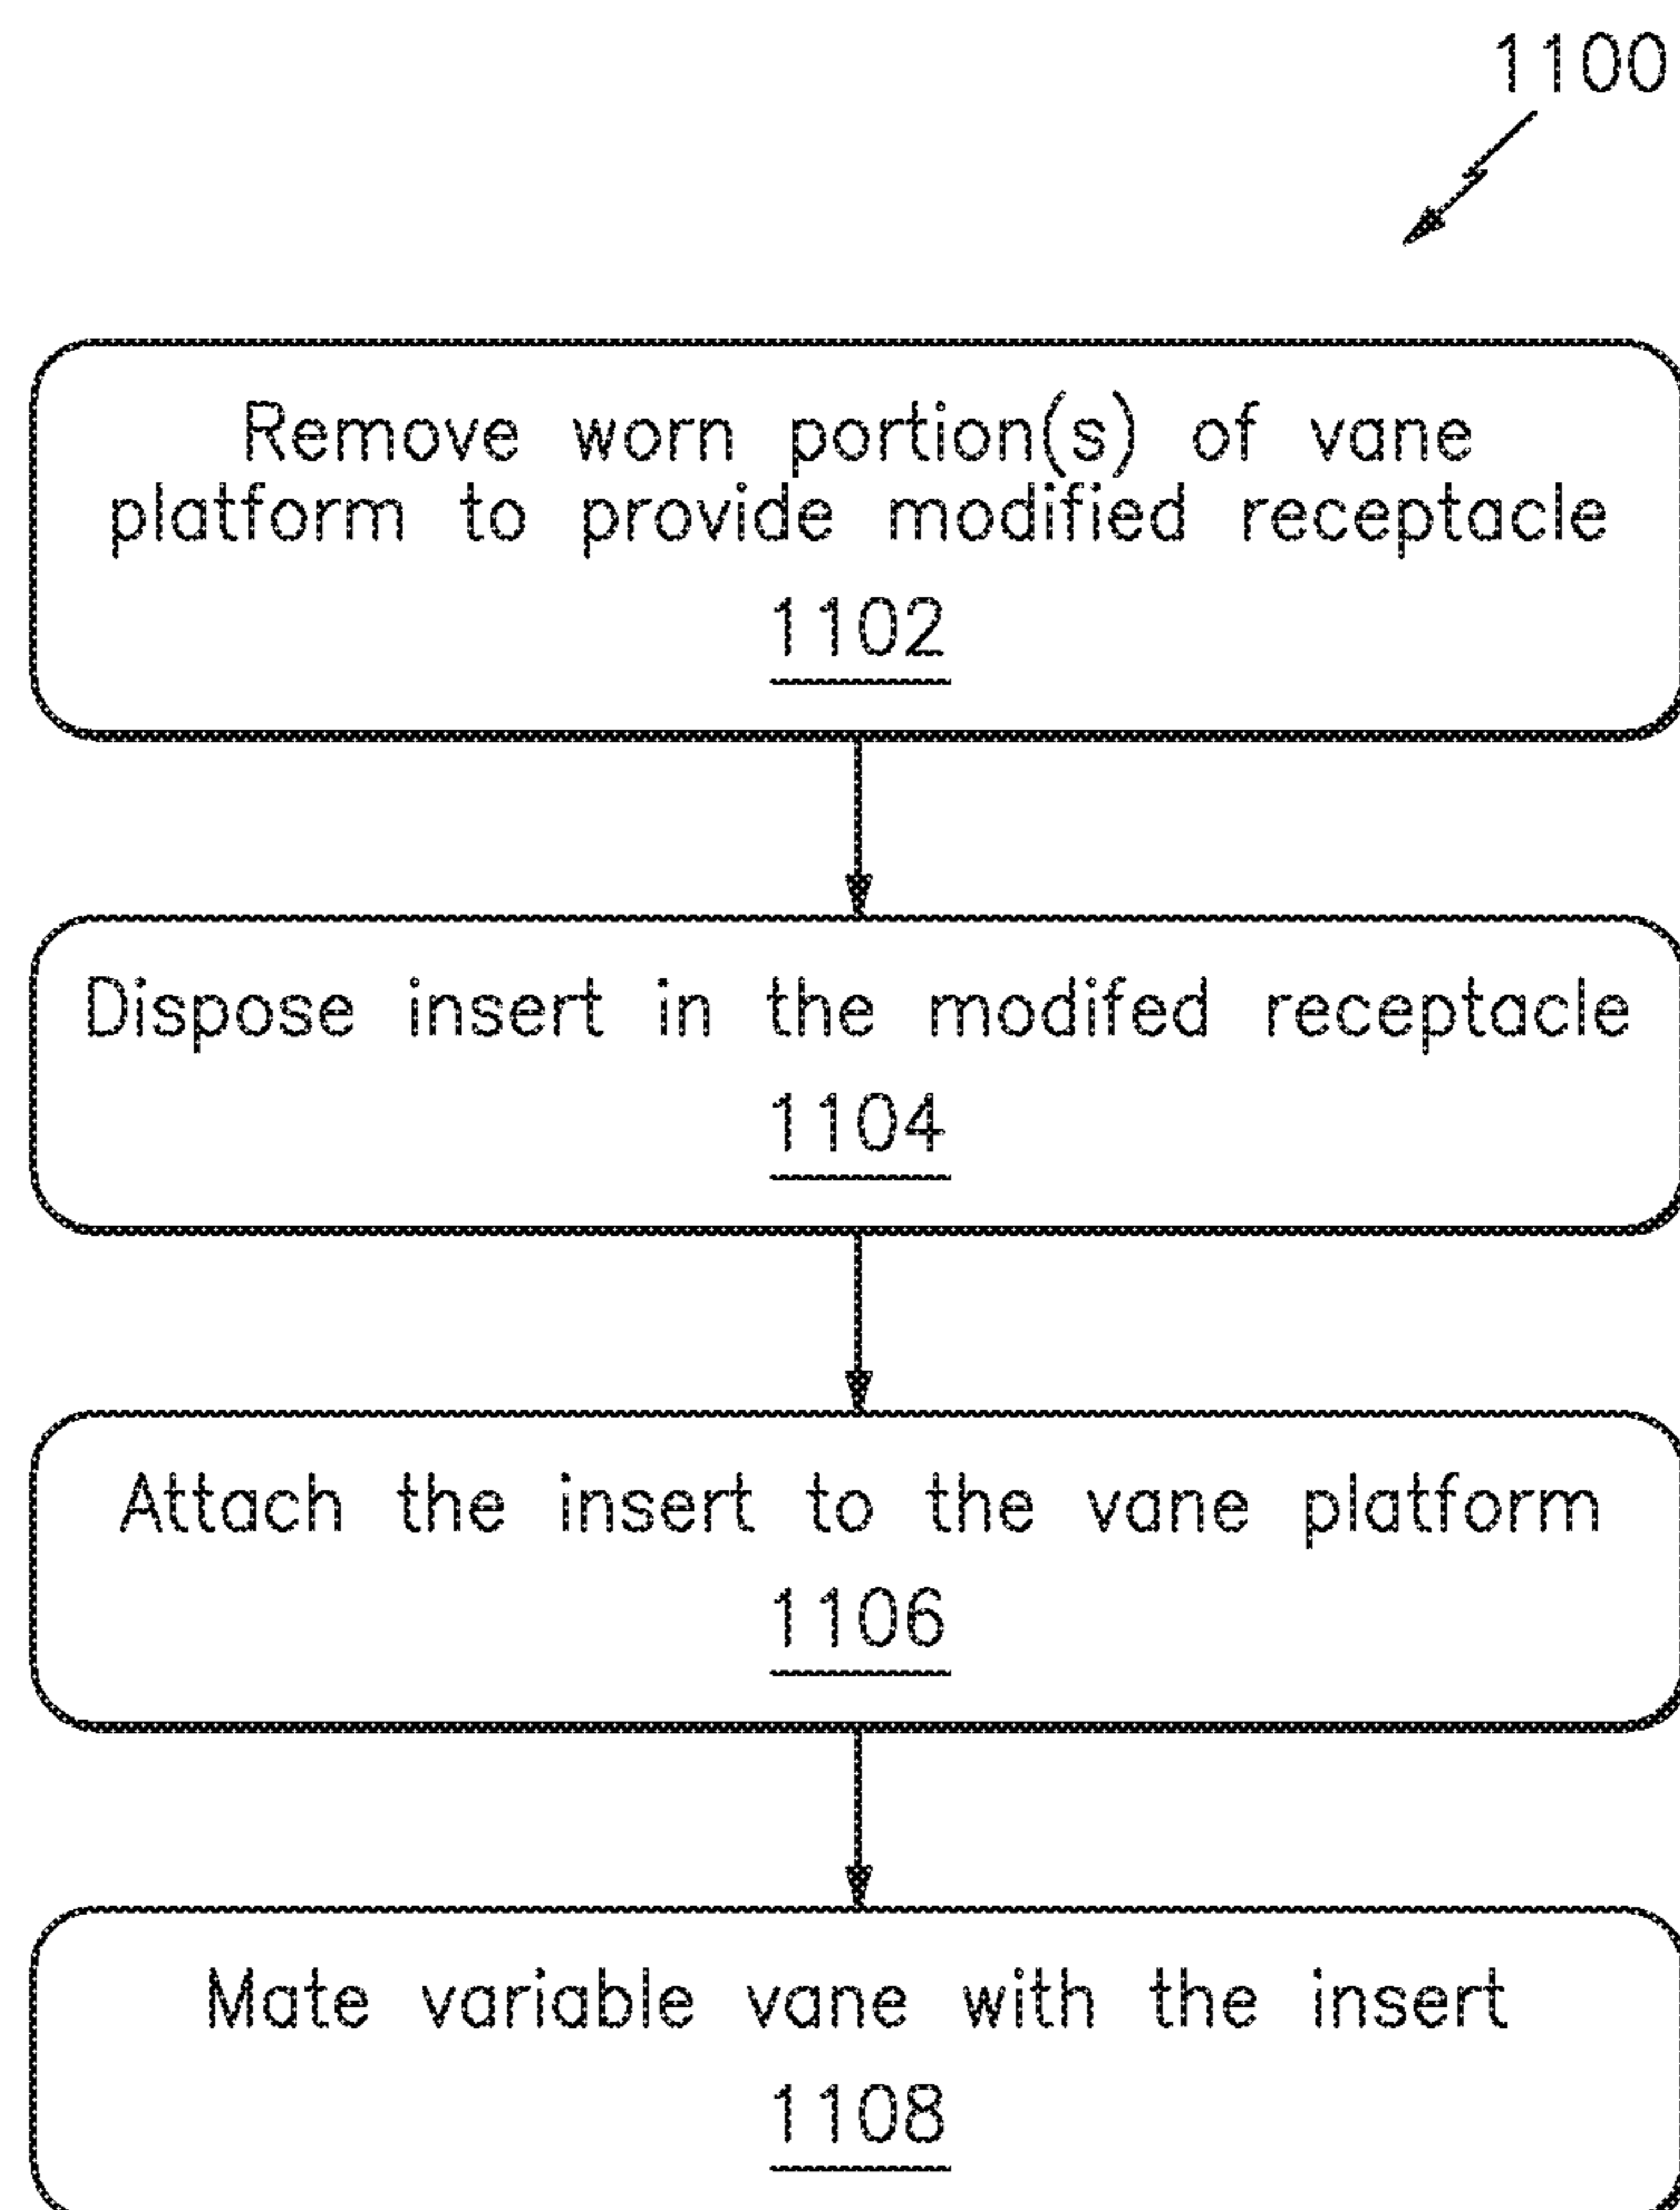 1100
Remove worn portion(s) of vane
platform to provide modified receptacle
1102
Dispose insert in the modifed receptacle
1104
Attach the insert to the vane platform
1106
Mate variable vane with the insert
1108